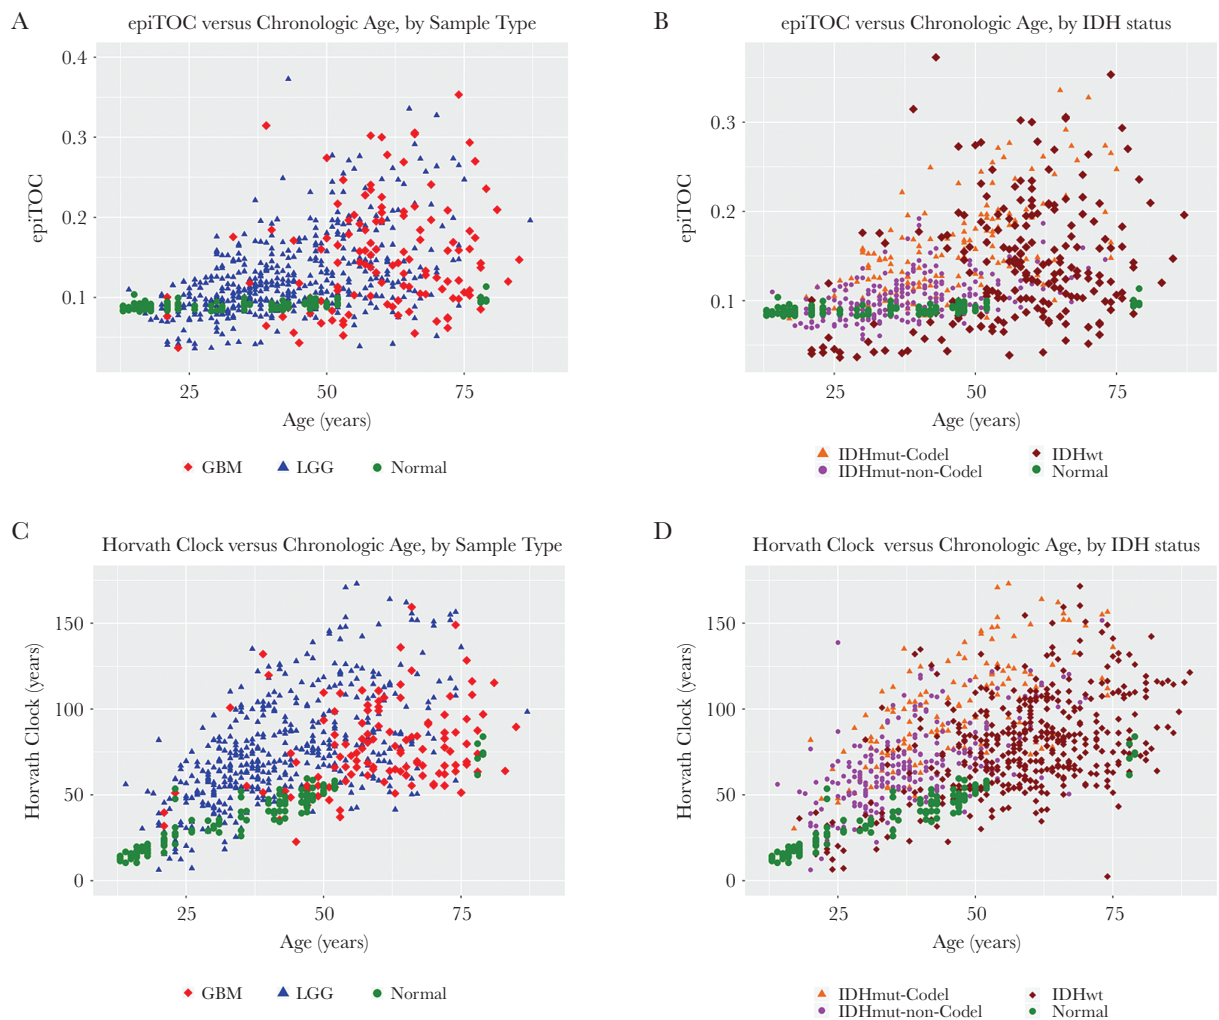 A
epiTOC versus Chronologic Age, by Sample Type
0.4
0.3
0.2
0.1
epiTOC
25
50
75
Age (years)
GBM
LGG
Normal
B
epiTOC versus Chronologic Age, by IDH status
0.3
0.2
0.1
epiTOC
25
50
75
Age (years)
IDHmut-Codel
IDHwt
IDHmut-non-Codel
Normal
C
Horvath Clock versus Chronologic Age, by Sample Type
150
100
50
0
Horvath Clock (years)
25
50
75
Age (years)
GBM
LGG
Normal
D
Horvath Clock versus Chronologic Age, by IDH status
150
100
50
0
Horvath Clock (years)
25
50
75
Age (years)
IDHmut-Codel
IDHwt
IDHmut-non-Codel
Normal